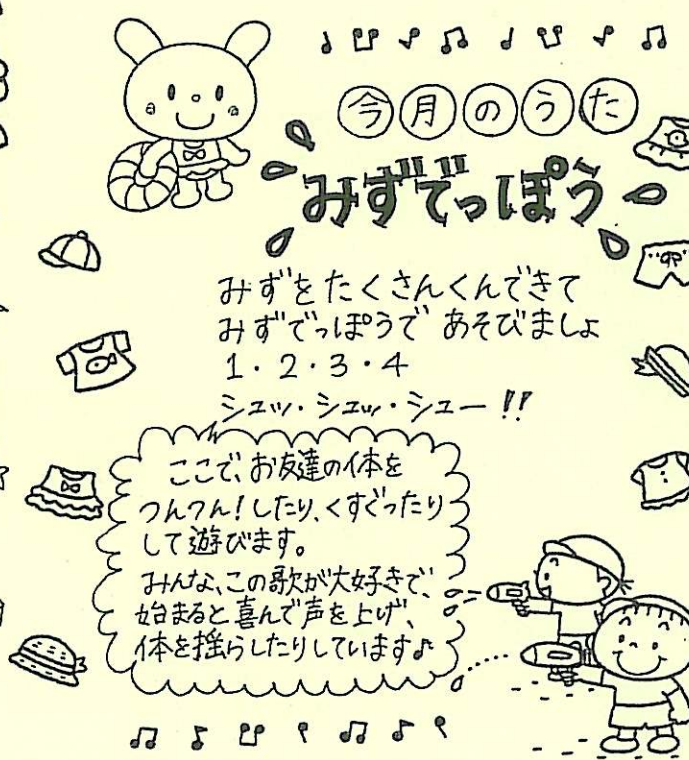 今月のうた
みずでっぽう
みずをたくさんくんできて
みずでっぽうで あそびましょ
1・2・3・4
シュッ・シュッ・シュー!!
ここで、お友達の体を
つんつん!したり、くすぐったり
して遊びます。
みんな、この歌が大好きで、
始まると喜んで声を上げ、
体を揺らしたりしています♪